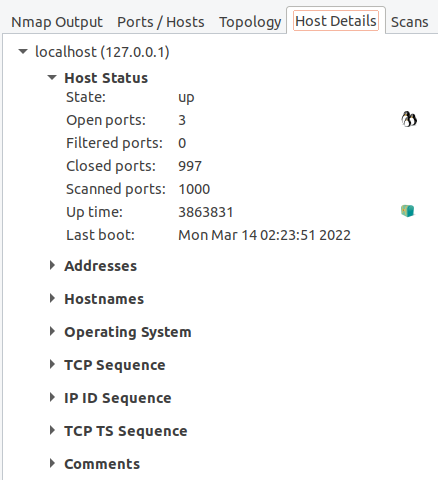 Nmap Output Ports / Hosts Topology Host Details Scans
localhost (127.0.0.1)
Host Status
State: up
Open ports: 3
Filtered ports: 0
Closed ports: 997
Scanned ports: 1000
Up time: 3863831
Last boot: Mon Mar 14 02:23:51 2022
Addresses
Hostnames
Operating System
TCP Sequence
IP ID Sequence
TCP TS Sequence
Comments